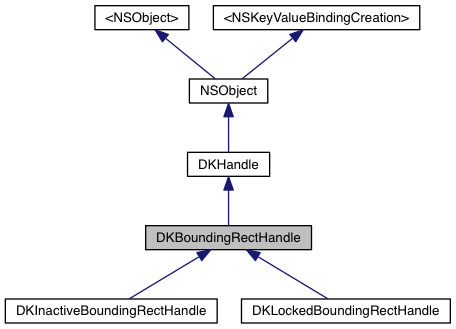 <NSObject>
<NSKeyValueBindingCreation>
NSObject
DKHandle
DKBoundingRectHandle
DKInactiveBoundingRectHandle
DKLockedBoundingRectHandle